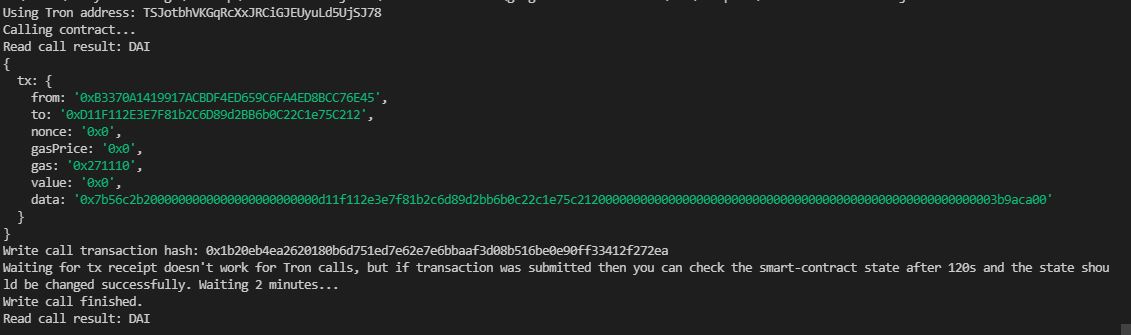 Using Tron address: TSJotbhVKGqRcXxJRCiGJEUyuLd5UjSJ78
Calling contract...
Read call result: DAI
{
  tx: {
    from: '0xB3370A1419917ACBDF4ED659C6FA4ED8BCC76E45',
    to: '0xD11F112E3E7F81b2C6D89d2BB6b0C22C1e75C212',
    nonce: '0x0',
    gasPrice: '0x0',
    gas: '0x271110',
    value: '0x0',
    data: '0x7b56c2b2000000000000000000000000d11f112e3e7f81b2c6d89d2bb6b0c22c1e75c212000000000000000000000000000000000000000000000000000000003b9aca00'
  }
}
Write call transaction hash: 0x1b20eb4ea2620180b6d751ed7e62e7e6bbaaf3d08b516be0e90ff33412f272ea
Waiting for tx receipt doesn't work for Tron calls, but if transaction was submitted then you can check the smart-contract state after 120s and the state shou
ld be changed successfully. Waiting 2 minutes...
Write call finished.
Read call result: DAI